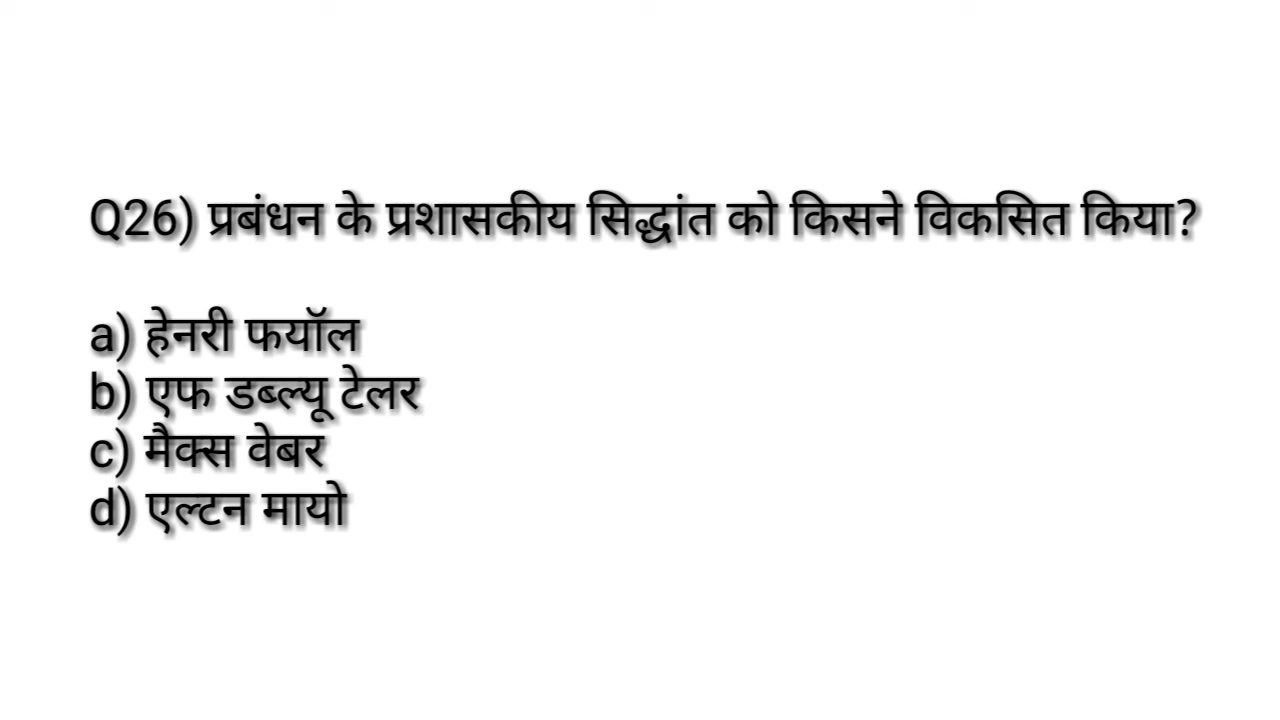 Q26) प्रबंधन के प्रशासकीय सिद्धांत को किसने विकसित किया?
a) हेनरी फयॉल
b) एफ डब्ल्यू टेलर
c) मैक्स वेबर
d) एल्टन मायो